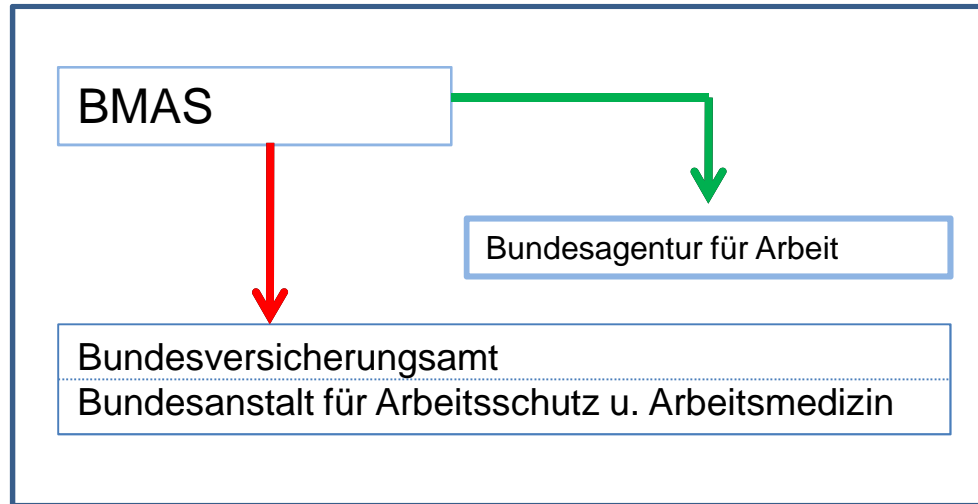 BMAS
Bundesagentur für Arbeit
Bundesversicherungsamt
Bundesanstalt für Arbeitsschutz u. Arbeitsmedizin